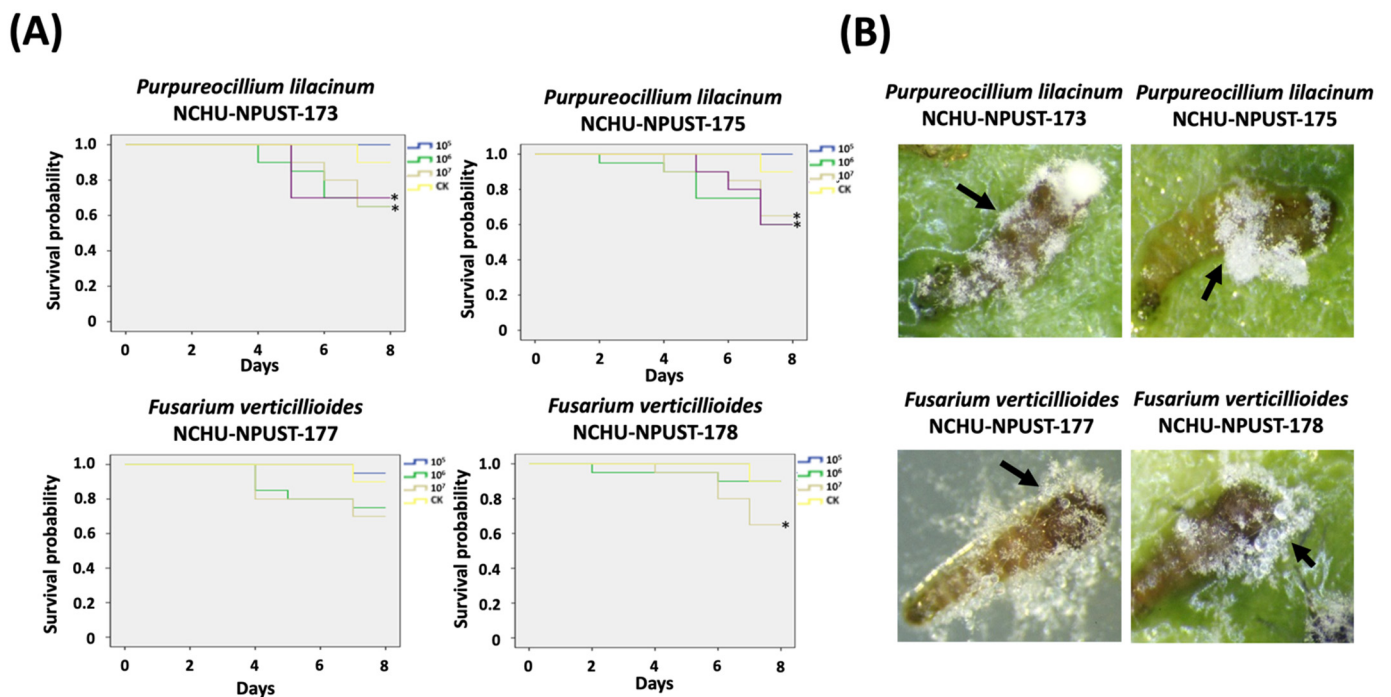 (A)
Purpureocillium lilacinum
NCHU-NPUST-173
Survival probability
1.0
0.8
0.6
0.4
0.2
0
0
2
4
6
8
Days
10⁵
10⁶
10⁷
CK
*
*
Purpureocillium lilacinum
NCHU-NPUST-175
Survival probability
1.0
0.8
0.6
0.4
0.2
0
0
2
4
6
8
Days
10⁵
10⁶
10⁷
CK
*
*
Fusarium verticillioides
NCHU-NPUST-177
Survival probability
1.0
0.8
0.6
0.4
0.2
0
0
2
4
6
8
Days
10⁵
10⁶
10⁷
CK
Fusarium verticillioides
NCHU-NPUST-178
Survival probability
1.0
0.8
0.6
0.4
0.2
0
0
2
4
6
8
Days
10⁵
10⁶
10⁷
CK
*
(B)
Purpureocillium lilacinum
NCHU-NPUST-173
Purpureocillium lilacinum
NCHU-NPUST-175
Fusarium verticillioides
NCHU-NPUST-177
Fusarium verticillioides
NCHU-NPUST-178